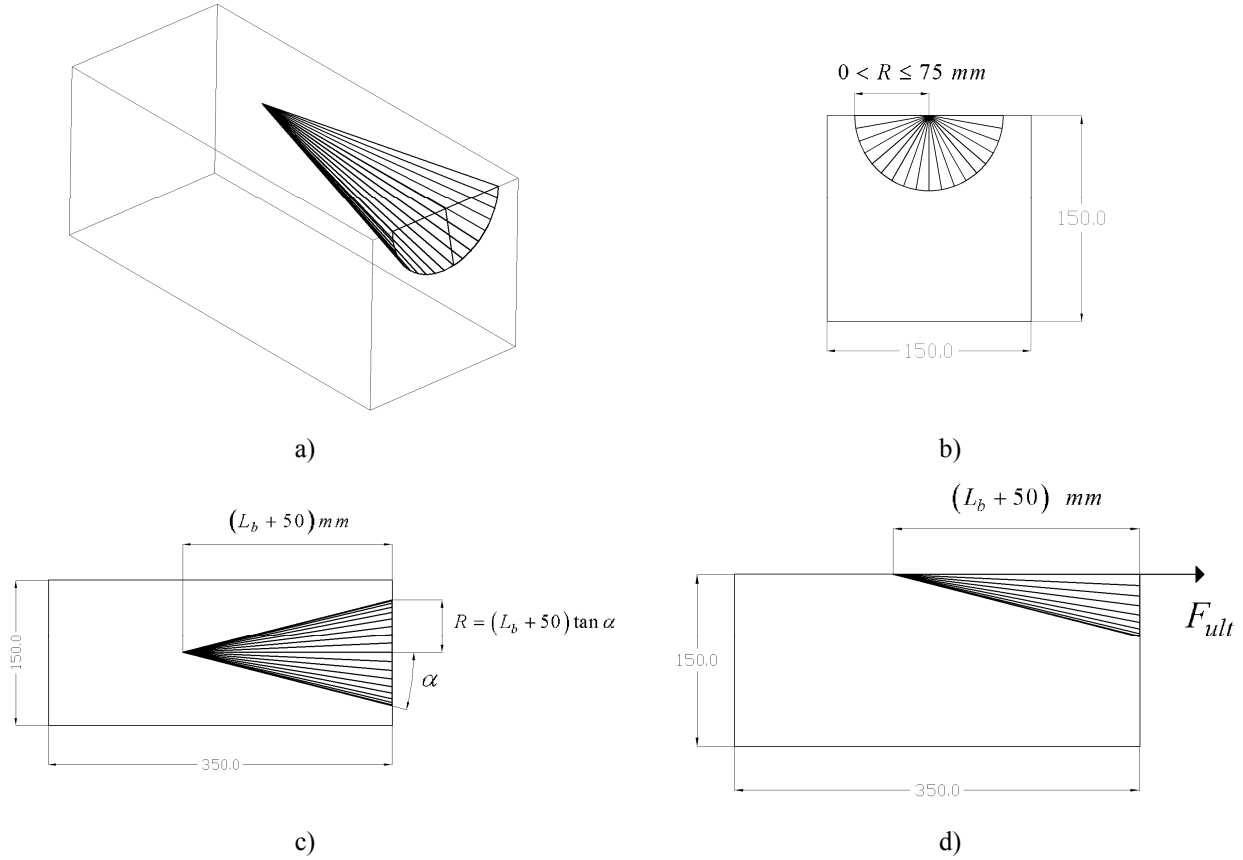 0 < R ≤ 75 mm
150.0
150.0
a)
b)
(L_b + 50) mm
150.0
R = (L_b + 50) tan α
α
350.0
c)
(L_b + 50) mm
F_ult
150.0
350.0
d)